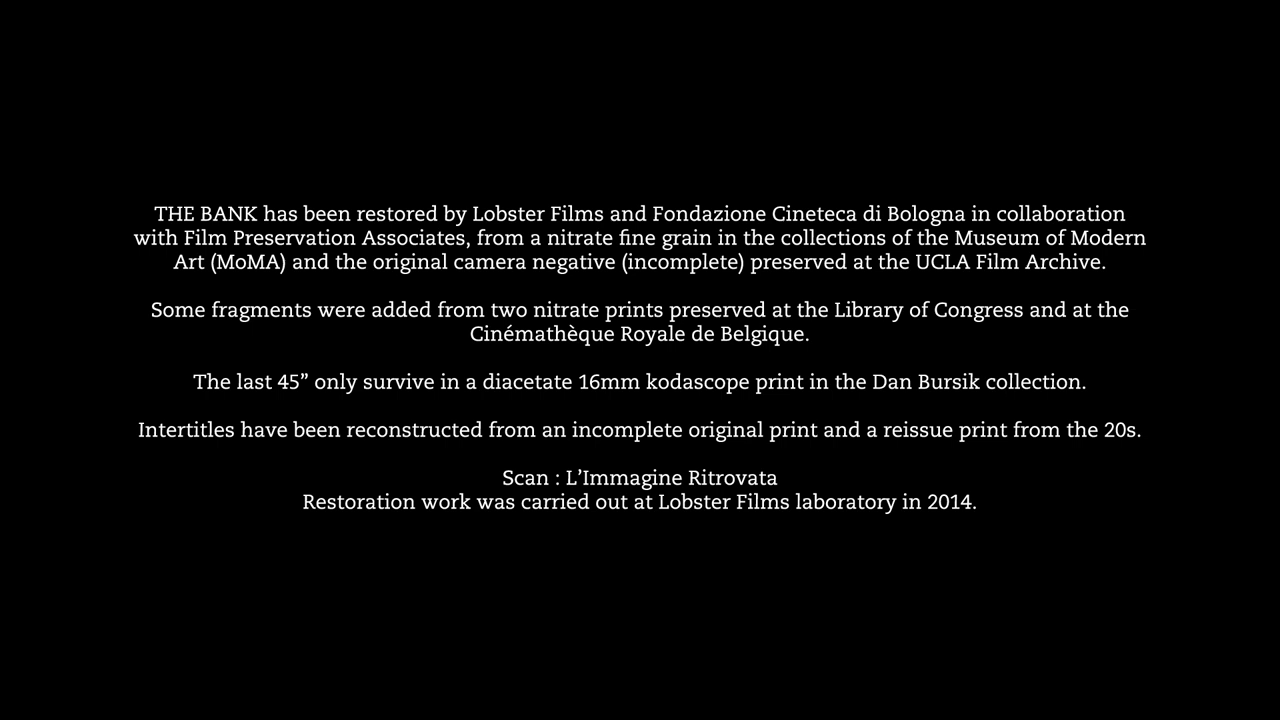 THE BANK has been restored by Lobster Films and Fondazione Cineteca di Bologna in collaboration
with Film Preservation Associates, from a nitrate fine grain in the collections of the Museum of Modern
Art (MoMA) and the original camera negative (incomplete) preserved at the UCLA Film Archive.
Some fragments were added from two nitrate prints preserved at the Library of Congress and at the
Cinémathèque Royale de Belgique.
The last 45” only survive in a diacetate 16mm kodascope print in the Dan Bursik collection.
Intertitles have been reconstructed from an incomplete original print and a reissue print from the 20s.
Scan : L’Immagine Ritrovata
Restoration work was carried out at Lobster Films laboratory in 2014.